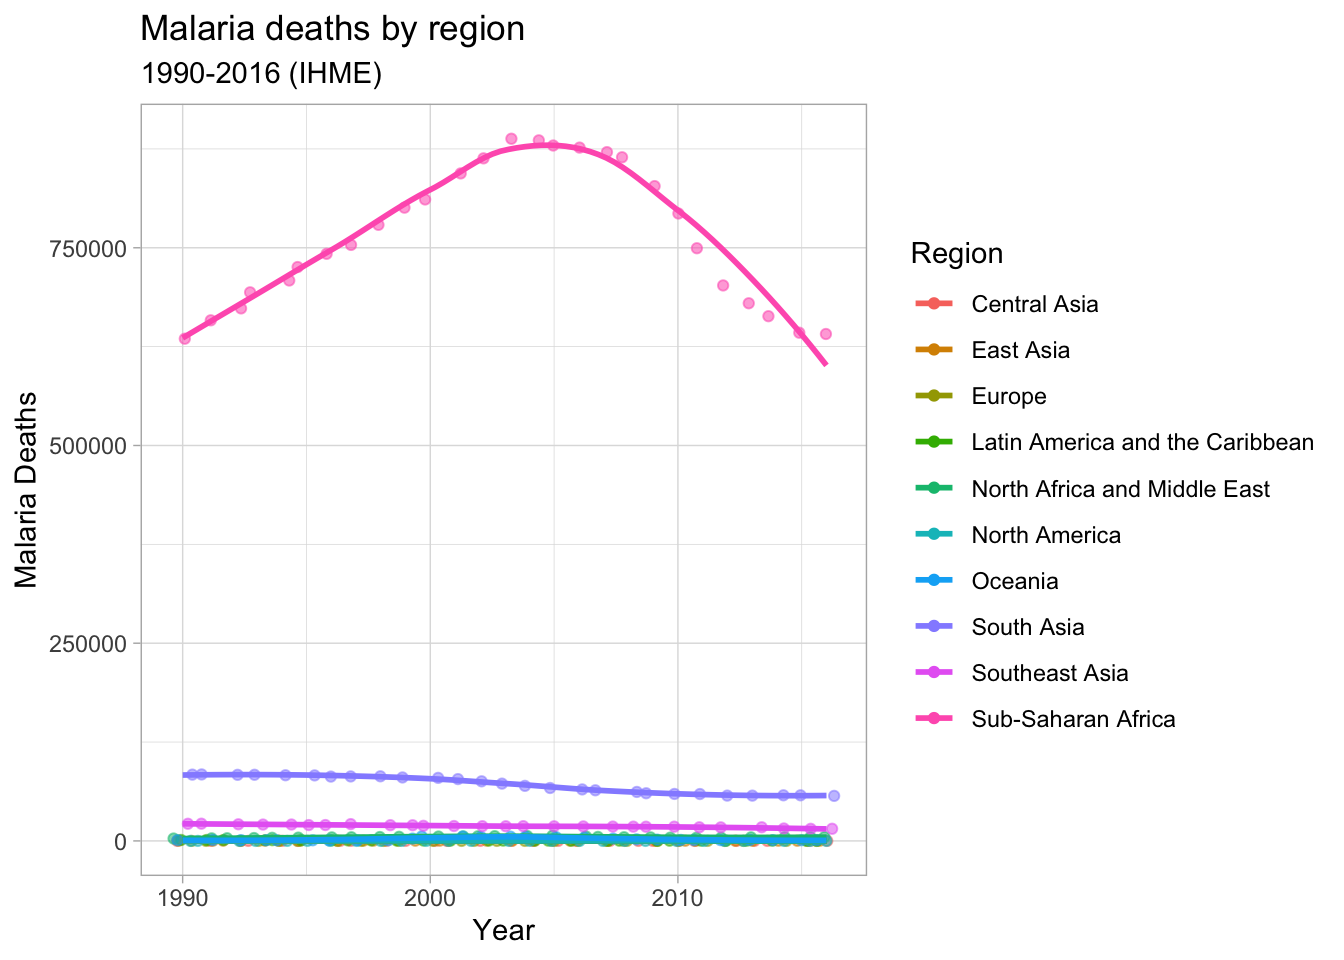 Malaria deaths by region
1990-2016 (IHME)
Malaria Deaths
750000
500000
250000
0
1990
2000
2010
Year
Region
Central Asia
East Asia
Europe
Latin America and the Caribbean
North Africa and Middle East
North America
Oceania
South Asia
Southeast Asia
Sub-Saharan Africa